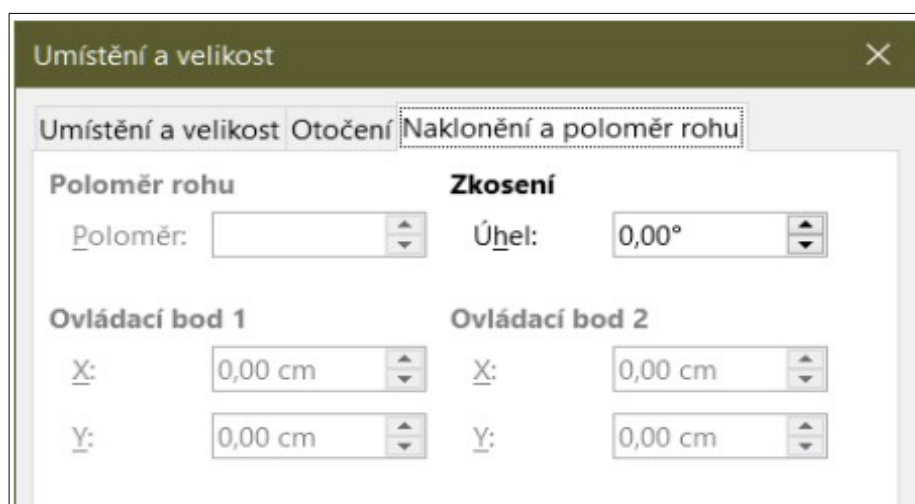 Umístění a velikost
Umístění a velikost Otočení Naklonění a poloměr rohu
Poloměr rohu Zkosení
Poloměr: Úhel: 0,00°
Ovládací bod 1 Ovládací bod 2
X: 0,00 cm X: 0,00 cm
Y: 0,00 cm Y: 0,00 cm